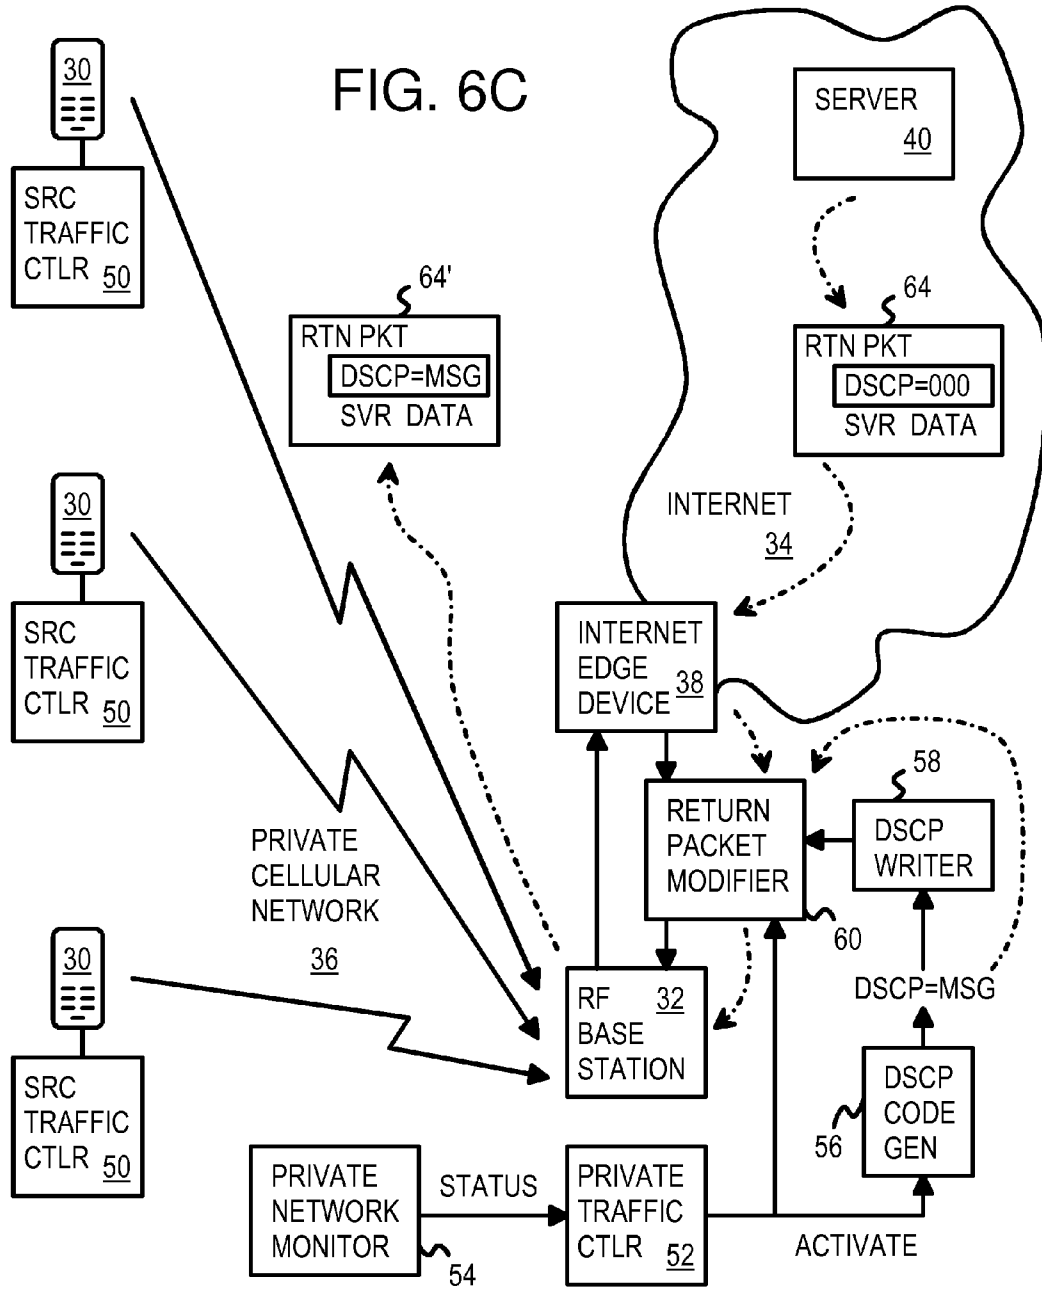 FIG. 6C
30
SRC
TRAFFIC
CTLR 50
SERVER
40
64'
RTN PKT
DSCP=MSG
SVR DATA
64
RTN PKT
DSCP=000
SVR DATA
INTERNET
34
30
SRC
TRAFFIC
CTLR 50
INTERNET
EDGE
DEVICE 38
RETURN
PACKET
MODIFIER
60
58
DSCP
WRITER
PRIVATE
CELLULAR
NETWORK
36
30
SRC
TRAFFIC
CTLR 50
RF 32
BASE
STATION
DSCP=MSG
DSCP
CODE
GEN
56
PRIVATE
NETWORK
MONITOR
54
STATUS
PRIVATE
TRAFFIC
CTLR 52
ACTIVATE